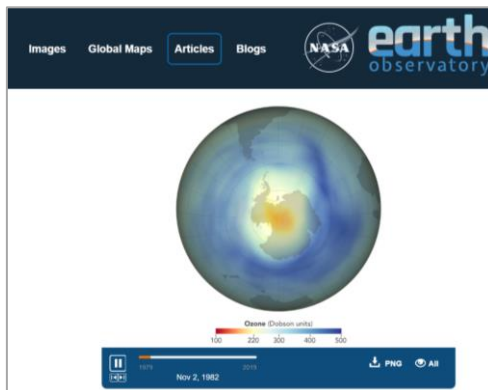 Images Global Maps Articles Blogs NASA earth
observatory
Ozone (Dobson units)
100 220 300 400 500
1979 2019
Nov 2, 1982
PNG All